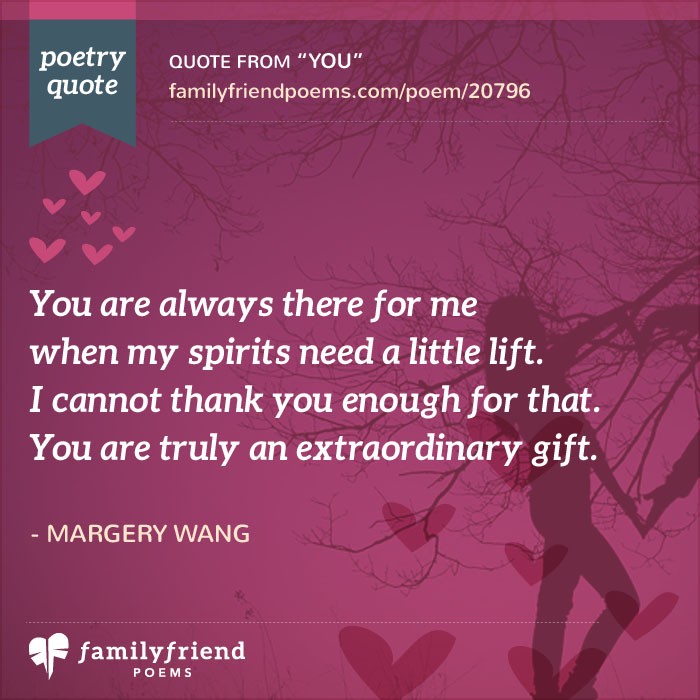 poetry
quote
QUOTE FROM “YOU”
familyfriendpoems.com/poem/20796
You are always there for me
when my spirits need a little lift.
I cannot thank you enough for that.
You are truly an extraordinary gift.
- MARGERY WANG
familyfriend
POEMS